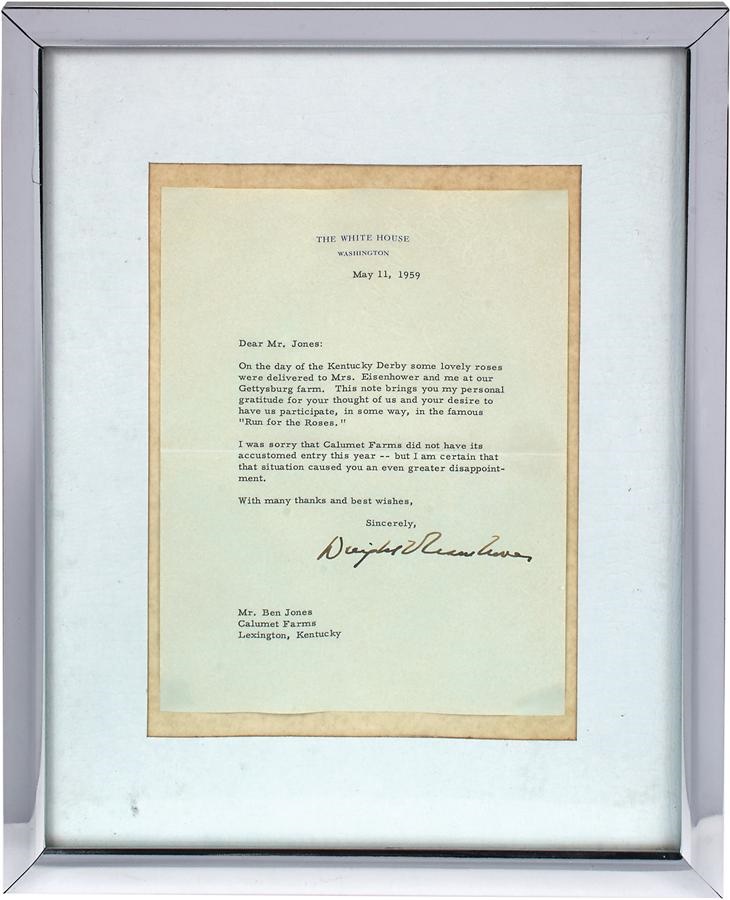 THE WHITE HOUSE
WASHINGTON
May 11, 1959
Dear Mr. Jones:
On the day of the Kentucky Derby some lovely roses
were delivered to Mrs. Eisenhower and me at our
Gettysburg farm. This note brings you my personal
gratitude for your thought of us and your desire to
have us participate, in some way, in the famous
"Run for the Roses."
I was sorry that Calumet Farms did not have its
accustomed entry this year -- but I am certain that
that situation caused you an even greater disappoint-
ment.
With many thanks and best wishes,
Sincerely,
Dwight D Eisenhower
Mr. Ben Jones
Calumet Farms
Lexington, Kentucky